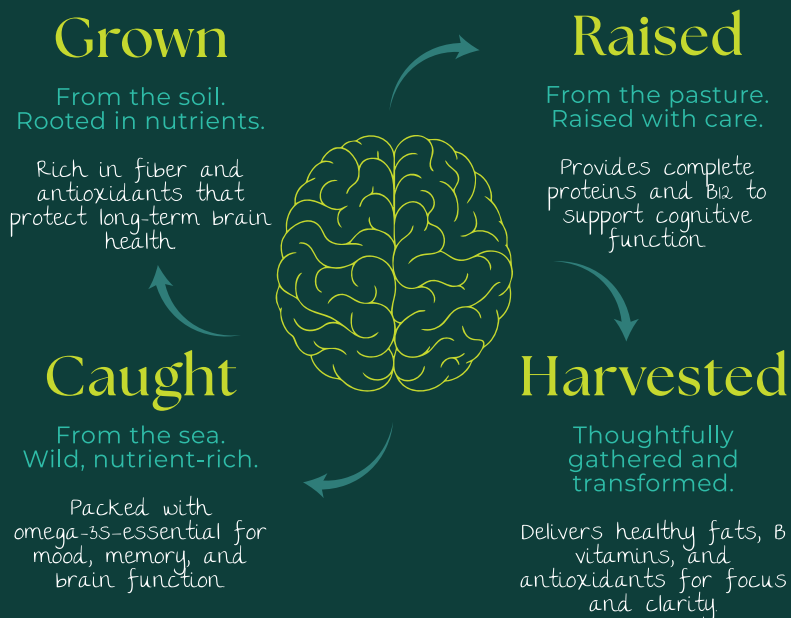 Grown
From the soil.
Rooted in nutrients.
Rich in fiber and
antioxidants that
protect long-term brain
health
Raised
From the pasture.
Raised with care.
Provides complete
proteins and B12 to
support cognitive
function
Caught
From the sea.
Wild, nutrient-rich.
Packed with
omega-3s-essential for
mood, memory, and
brain function
Harvested
Thoughtfully
gathered and
transformed.
Delivers healthy fats, B
vitamins, and
antioxidants for focus
and clarity.